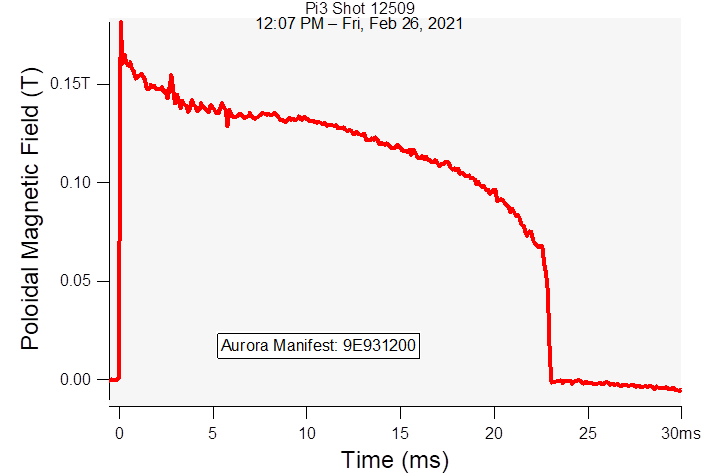 Pi3 Shot 12509
12:07 PM – Fri, Feb 26, 2021
Poloidal Magnetic Field (T)
0.15T
0.10
0.05
0.00
Aurora Manifest: 9E931200
0
5
10
15
20
25
30ms
Time (ms)